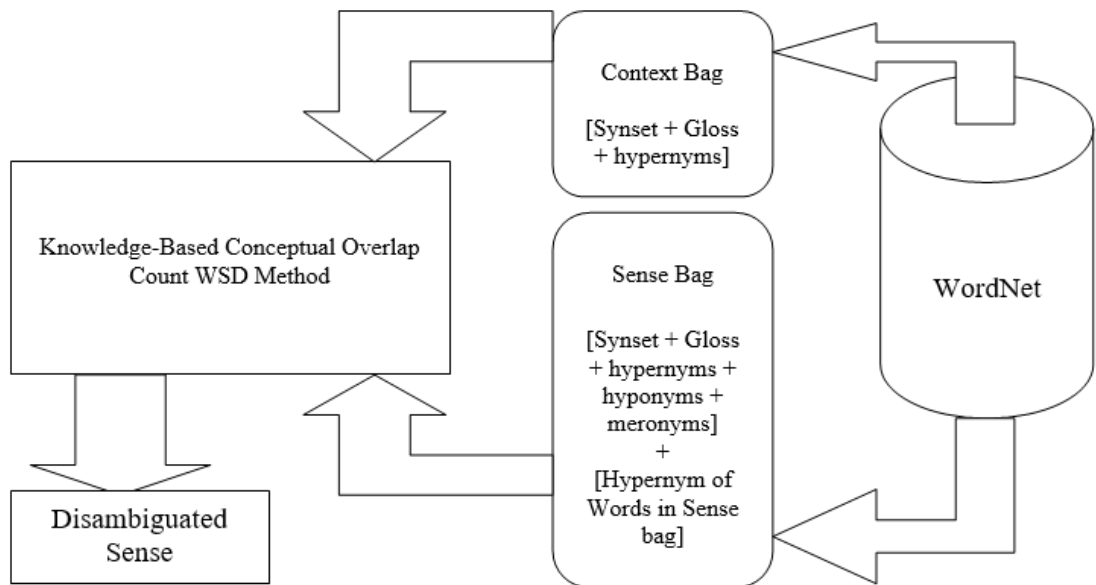 Context Bag
[Synset + Gloss
+ hypernyms]
Knowledge-Based Conceptual Overlap
Count WSD Method
Sense Bag
[Synset + Gloss
+ hypernyms +
hyponyms +
meronyms]
+
[Hypernym of
Words in Sense
bag]
WordNet
Disambiguated
Sense